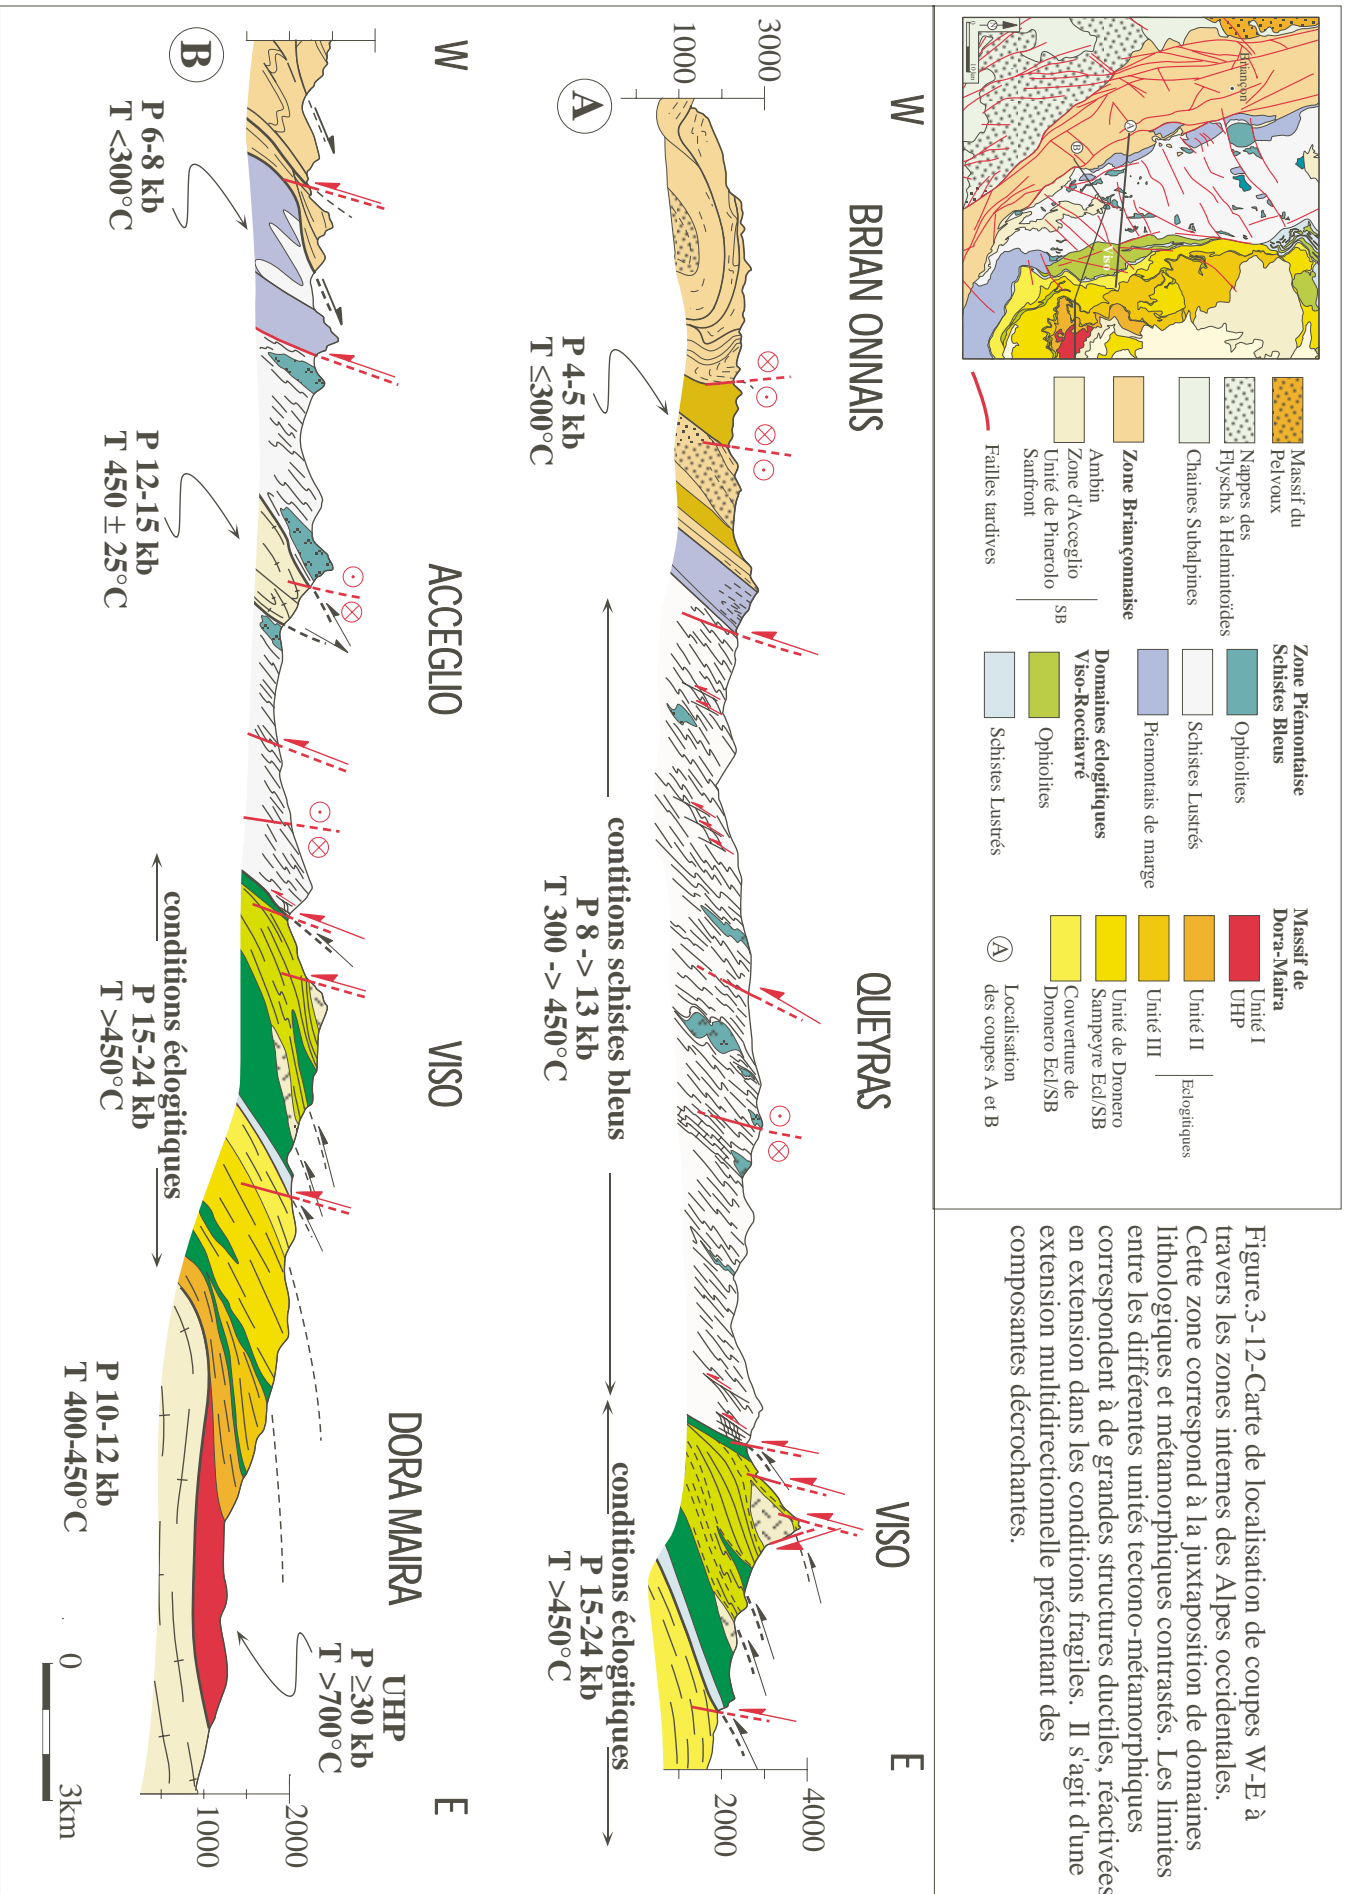 Briançon
A
B
Viso
N
0
10 km
Massif du
Pelvoux
Nappes des
Flyschs à Helmintoïdes
Chaines Subalpines
Zone Briançonnaise
Ambin
Zone d'Acceglio
Unité de Pinerolo
Sanfront
SB
Failles tardives
Zone Piémontaise
Schistes Bleus
Ophiolites
Schistes Lustrés
Piemontais de marge
Domaines éclogitiques
Viso-Rocciavré
Ophiolites
Schistes Lustrés
Massif de
Dora-Maira
Unité I
UHP
Unité II
Unité III
Eclogitiques
Unité de Dronero
Sampeyre Ecl/SB
Couverture de
Dronero Ecl/SB
A
Localisation
des coupes A et B
Figure.3-12-Carte de localisation de coupes W-E à
travers les zones internes des Alpes occidentales.
Cette zone correspond à la juxtaposition de domaines
lithologiques et métamorphiques contrastés. Les limites
entre les différentes unités tectono-métamorphiques
correspondent à de grandes structures ductiles, réactivées
en extension dans les conditions fragiles. Il s'agit d'une
extension multidirectionnelle présentant des
composantes décrochantes.
W
BRIAN ONNAIS
QUEYRAS
VISO
E
3000
1000
4000
2000
A
P 4-5 kb
T ≤300°C
contitions schistes bleus
P 8 -> 13 kb
T 300 -> 450°C
conditions éclogitiques
P 15-24 kb
T >450°C
W
ACCEGLIO
VISO
DORA MAIRA
E
B
P 6-8 kb
T <300°C
P 12-15 kb
T 450 ± 25°C
conditions éclogitiques
P 15-24 kb
T >450°C
P 10-12 kb
T 400-450°C
UHP
P ≥30 kb
T >700°C
2000
1000
0
3km